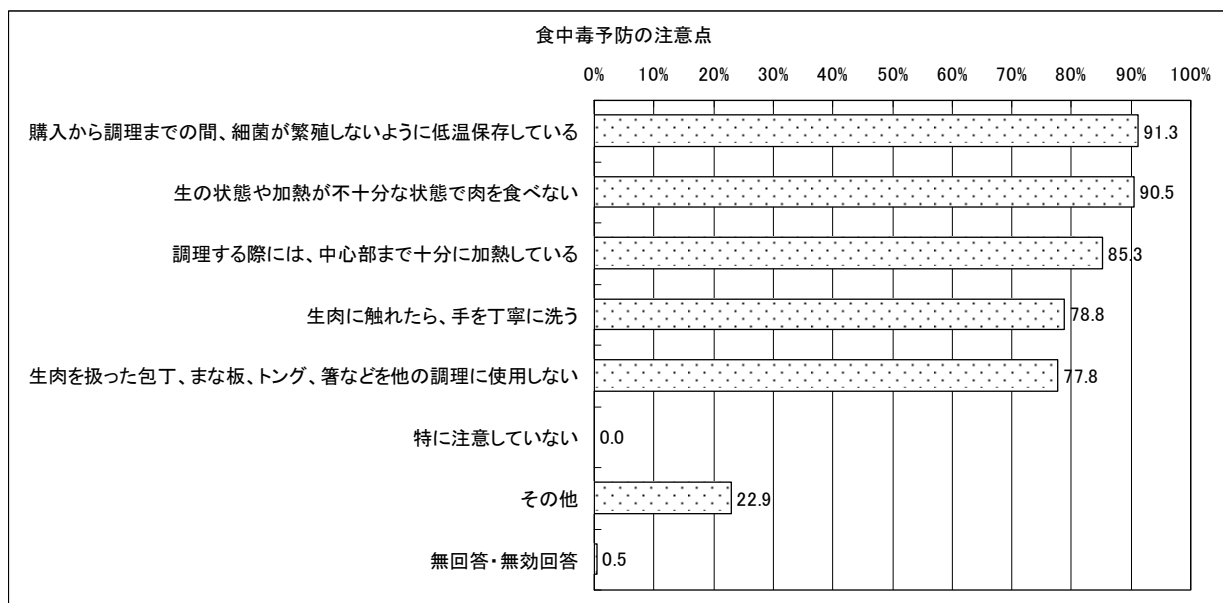 食中毒予防の注意点
0% 10% 20% 30% 40% 50% 60% 70% 80% 90% 100%
購入から調理までの間、細菌が繁殖しないように低温保存している 91.3
生の状態や加熱が不十分な状態で肉を食べない 90.5
調理する際には、中心部まで十分に加熱している 85.3
生肉に触れたら、手を丁寧に洗う 78.8
生肉を扱った包丁、まな板、トング、箸などを他の調理に使用しない 77.8
特に注意していない 0.0
その他 22.9
無回答・無効回答 0.5